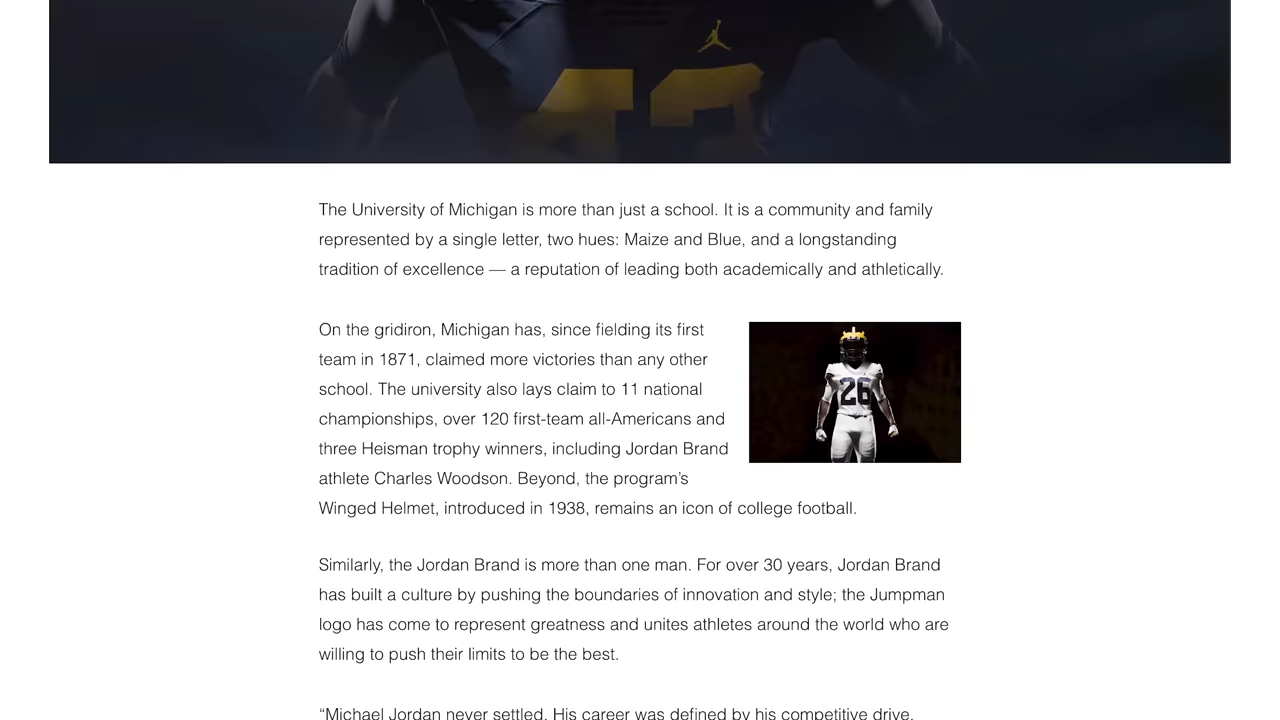 The University of Michigan is more than just a school. It is a community and family
represented by a single letter, two hues: Maize and Blue, and a longstanding
tradition of excellence — a reputation of leading both academically and athletically.
On the gridiron, Michigan has, since fielding its first
team in 1871, claimed more victories than any other
school. The university also lays claim to 11 national
championships, over 120 first-team all-Americans and
three Heisman trophy winners, including Jordan Brand
athlete Charles Woodson. Beyond, the program’s
Winged Helmet, introduced in 1938, remains an icon of college football.
26
Similarly, the Jordan Brand is more than one man. For over 30 years, Jordan Brand
has built a culture by pushing the boundaries of innovation and style; the Jumpman
logo has come to represent greatness and unites athletes around the world who are
willing to push their limits to be the best.
“Michael Jordan never settled. His career was defined by his competitive drive.